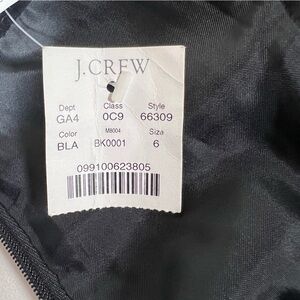 J.CREW
Dept Class Style
GA4 0C9 66309
Color M8004 Size
BLA BK0001 6
099100623805